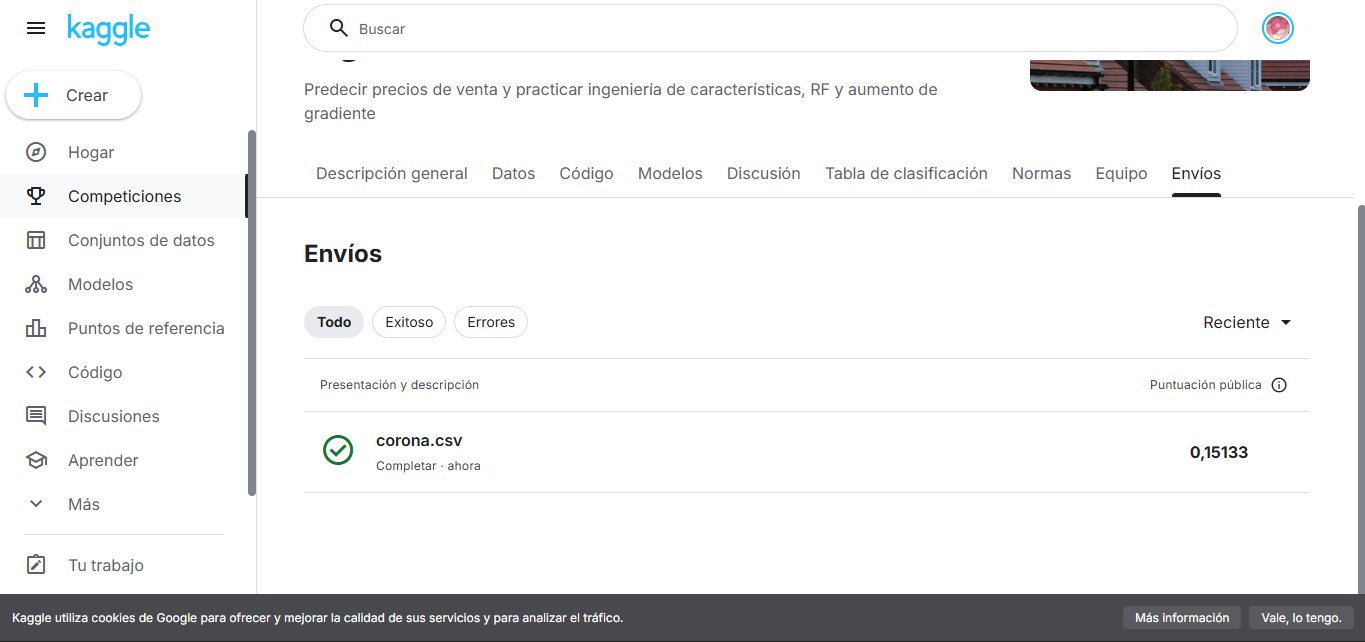 kaggle
Buscar
Crear
Hogar
Competiciones
Conjuntos de datos
Modelos
Puntos de referencia
Código
Discusiones
Aprender
Más
Tu trabajo
Predecir precios de venta y practicar ingeniería de características, RF y aumento de
gradiente
Descripción general Datos Código Modelos Discusión Tabla de clasificación Normas Equipo Envíos
Envíos
Todo Exitoso Errores Reciente
Presentación y descripción Puntuación pública
corona.csv
Completar · ahora
0,15133
Kaggle utiliza cookies de Google para ofrecer y mejorar la calidad de sus servicios y para analizar el tráfico. Más información Vale, lo tengo.